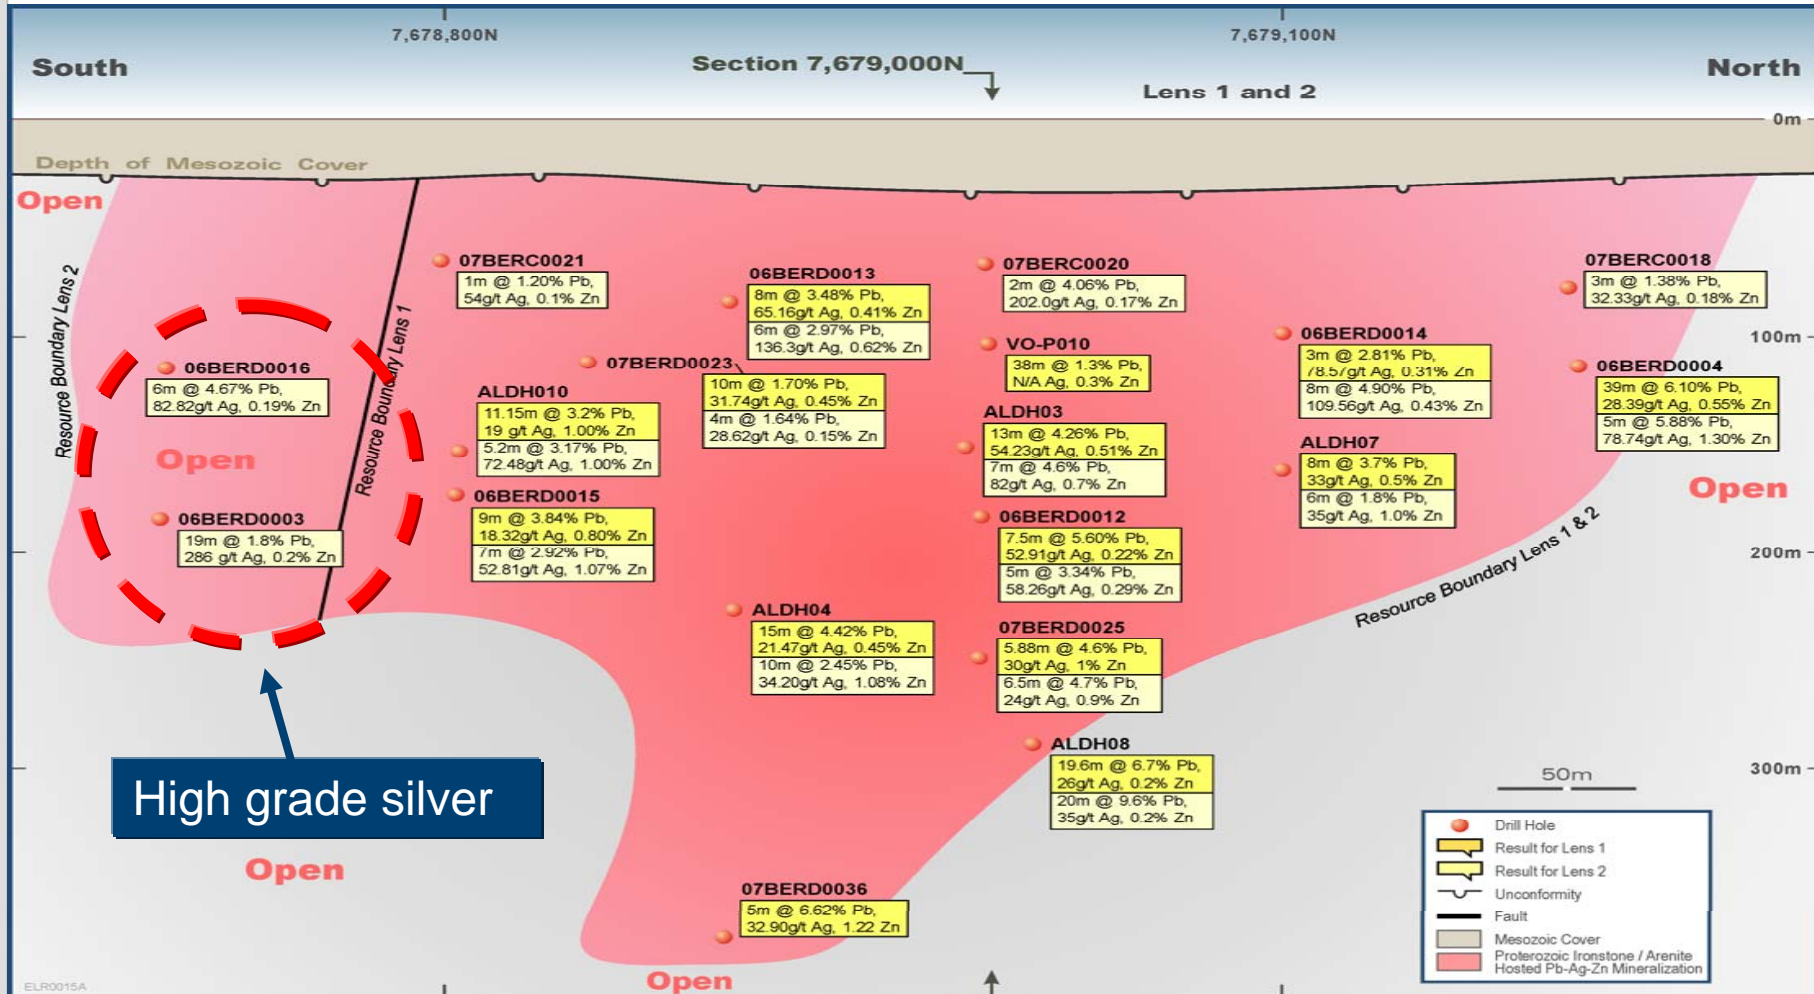 7,678,800N
7,679,100N
South
Section 7,679,000N
North
Lens 1 and 2
0m
Depth of Mesozoic Cover
Open
Resource Boundary Lens 2
Resource Boundary Lens 1
07BERC0021
1m @ 1.20% Pb,
54g/t Ag, 0.1% Zn
06BERD0013
8m @ 3.48% Pb,
65.16g/t Ag, 0.41% Zn
6m @ 2.97% Pb,
136.3g/t Ag, 0.62% Zn
07BERC0020
2m @ 4.06% Pb,
202.0g/t Ag, 0.17% Zn
07BERC0018
3m @ 1.38% Pb,
32.33g/t Ag, 0.18% Zn
100m
06BERD0016
6m @ 4.67% Pb,
82.82g/t Ag, 0.19% Zn
07BERD0023
10m @ 1.70% Pb,
31.74g/t Ag, 0.45% Zn
4m @ 1.64% Pb,
28.62g/t Ag, 0.15% Zn
VO-P010
38m @ 1.3% Pb,
N/A Ag, 0.3% Zn
06BERD0014
3m @ 2.81% Pb,
78.57g/t Ag, 0.31% Zn
8m @ 4.90% Pb,
109.56g/t Ag, 0.43% Zn
06BERD0004
39m @ 6.10% Pb,
28.39g/t Ag, 0.55% Zn
5m @ 5.88% Pb,
78.74g/t Ag, 1.30% Zn
ALDH010
11.15m @ 3.2% Pb,
19 g/t Ag, 1.00% Zn
5.2m @ 3.17% Pb,
72.48g/t Ag, 1.00% Zn
ALDH03
13m @ 4.26% Pb,
54.23g/t Ag, 0.51% Zn
7m @ 4.6% Pb,
82g/t Ag, 0.7% Zn
ALDH07
8m @ 3.7% Pb,
33g/t Ag, 0.5% Zn
6m @ 1.8% Pb,
35g/t Ag, 1.0% Zn
Open
Open
06BERD0003
19m @ 1.8% Pb,
286 g/t Ag, 0.2% Zn
06BERD0015
9m @ 3.84% Pb,
18.32g/t Ag, 0.80% Zn
7m @ 2.92% Pb,
52.81g/t Ag, 1.07% Zn
06BERD0012
7.5m @ 5.60% Pb,
52.91g/t Ag, 0.22% Zn
5m @ 3.34% Pb,
58.26g/t Ag, 0.29% Zn
200m
Resource Boundary Lens 1 & 2
ALDH04
15m @ 4.42% Pb,
21.47g/t Ag, 0.45% Zn
10m @ 2.45% Pb,
34.20g/t Ag, 1.08% Zn
07BERD0025
5.88m @ 4.6% Pb,
30g/t Ag, 1% Zn
6.5m @ 4.7% Pb,
24g/t Ag, 0.9% Zn
ALDH08
19.6m @ 6.7% Pb,
26g/t Ag, 0.2% Zn
20m @ 9.6% Pb,
35g/t Ag, 0.2% Zn
300m
50m
High grade silver
Open
07BERD0036
5m @ 6.62% Pb,
32.90g/t Ag, 1.22 Zn
Open
Drill Hole
Result for Lens 1
Result for Lens 2
Unconformity
Fault
Mesozoic Cover
Proterozoic Ironstone / Arenite
Hosted Pb-Ag-Zn Mineralization
ELR0015A